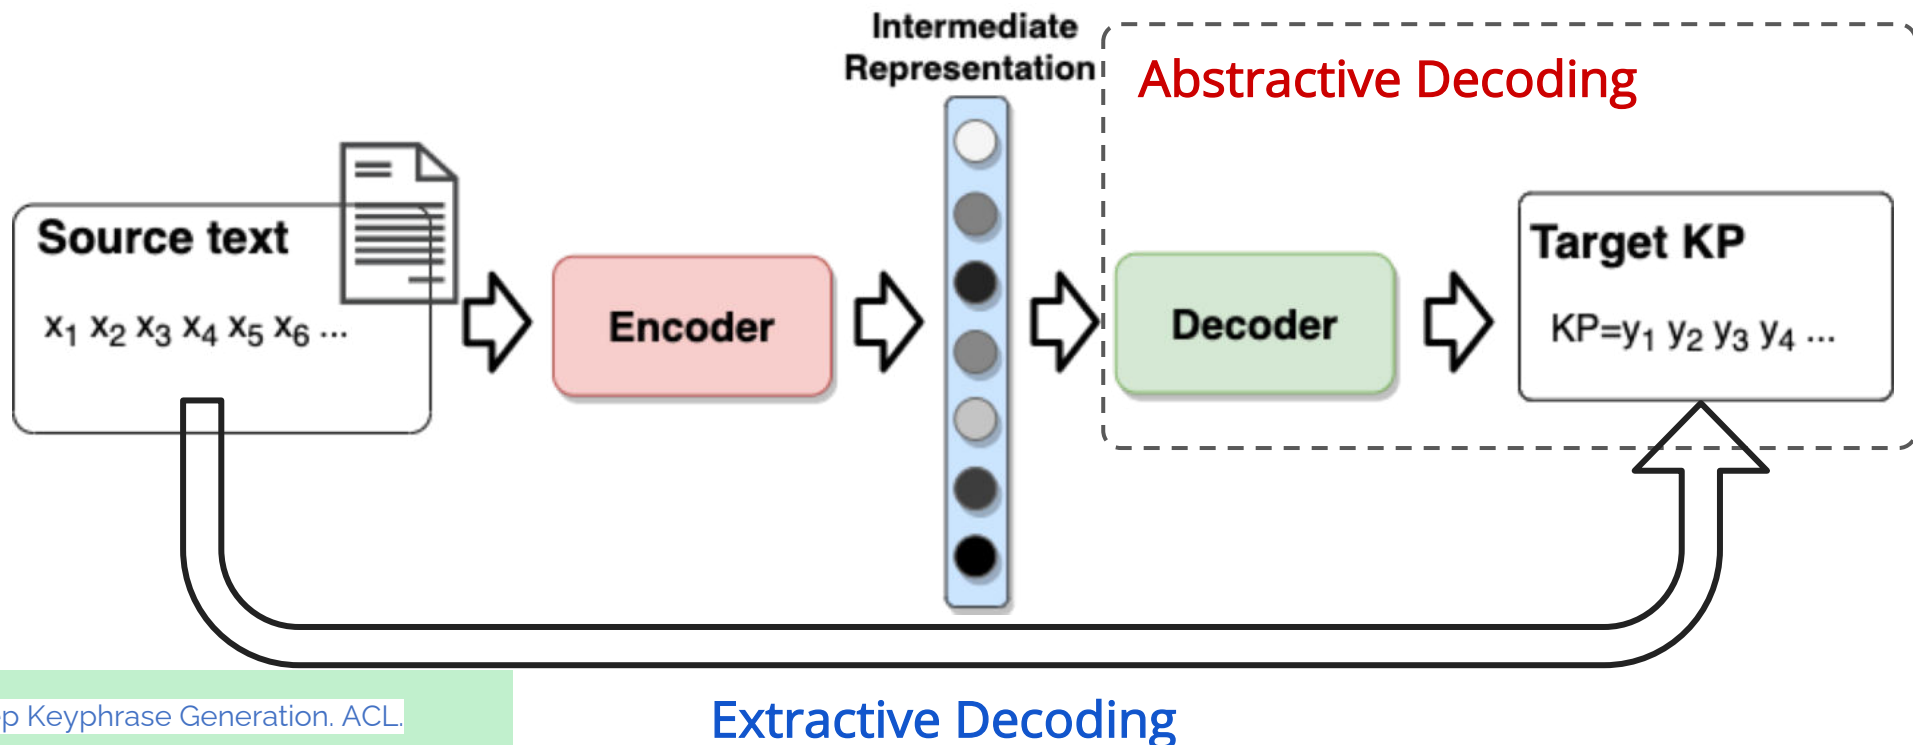 Intermediate
Representation
Abstractive Decoding
Source text
x₁ x₂ x₃ x₄ x₅ x₆ ...
Encoder
Decoder
Target KP
KP=y₁ y₂ y₃ y₄ ...
Keyphrase Generation. ACL.
Extractive Decoding